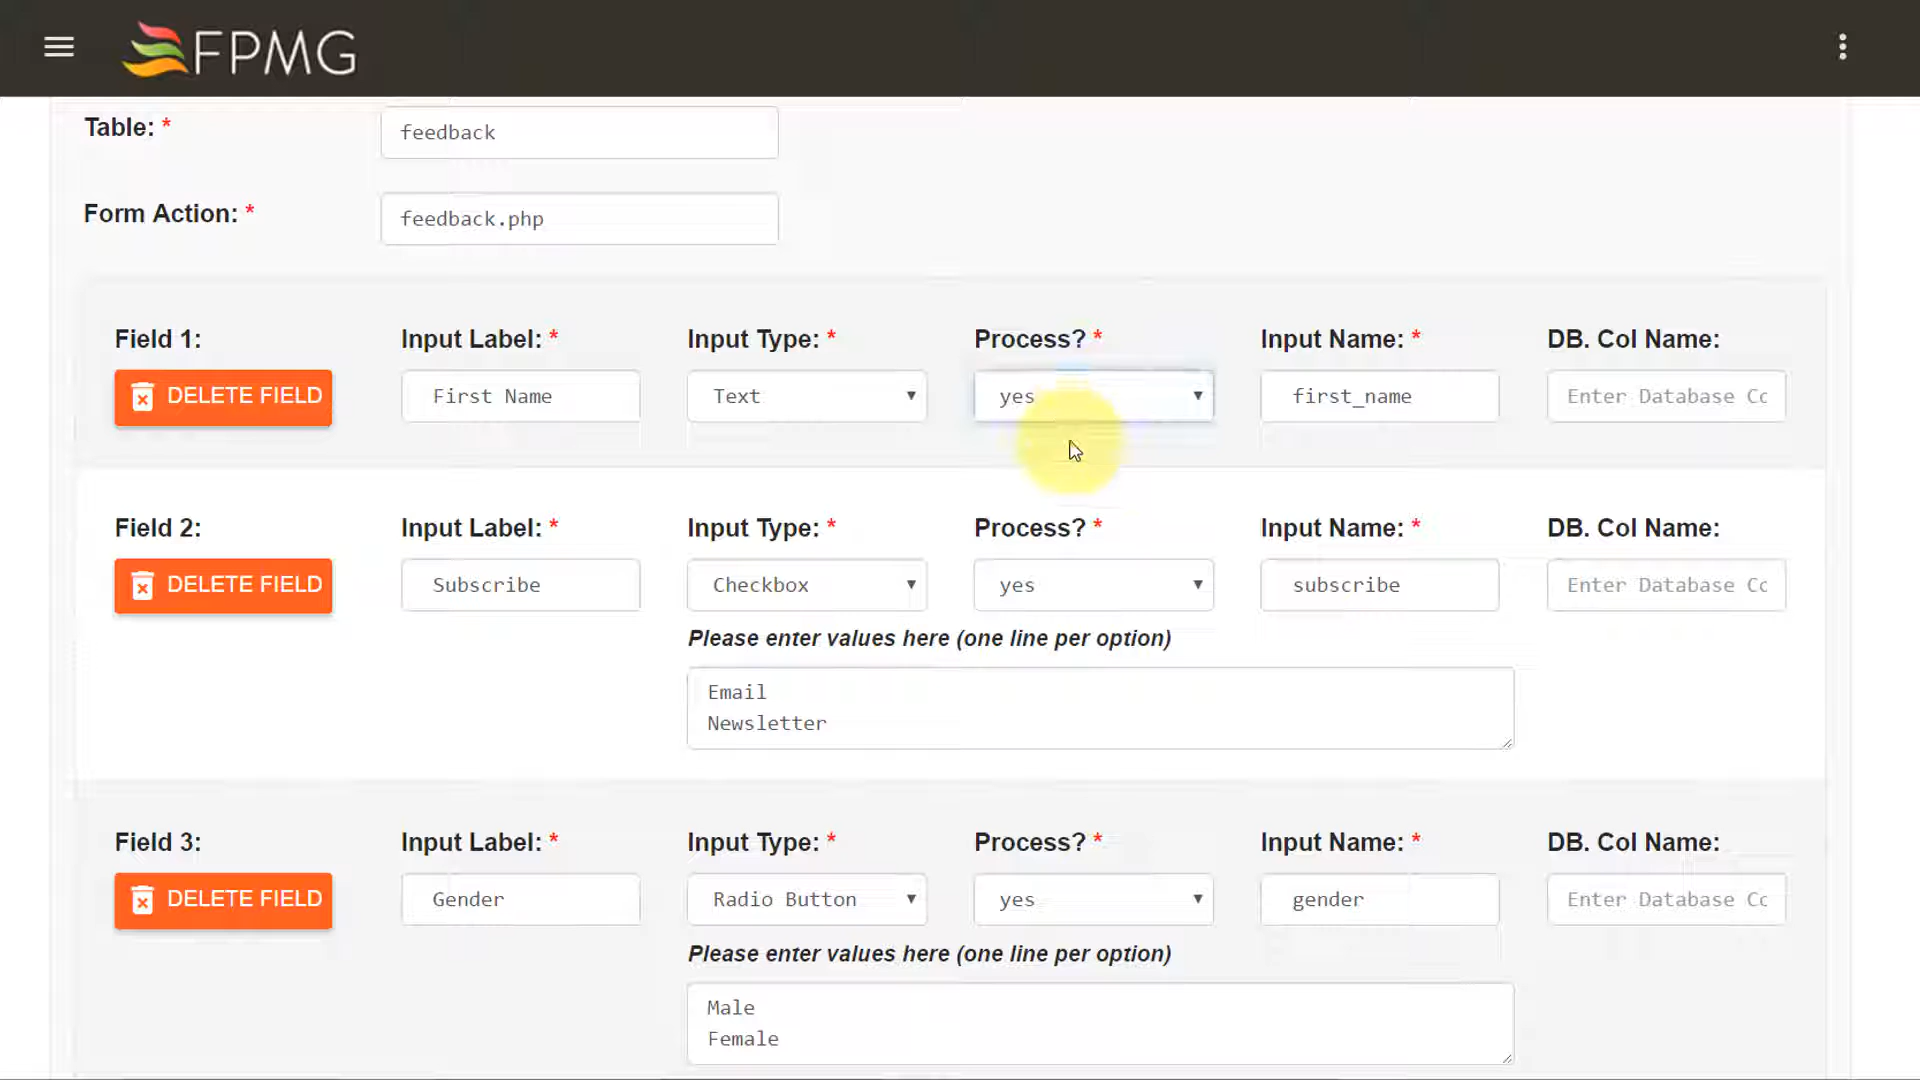 FPMG
Table: *
feedback
Form Action: *
feedback.php
Field 1: Input Label: * Input Type: * Process? * Input Name: * DB. Col Name:
DELETE FIELD First Name Text yes first_name Enter Database Co
Field 2: Input Label: * Input Type: * Process? * Input Name: * DB. Col Name:
DELETE FIELD Subscribe Checkbox yes subscribe Enter Database Co
Please enter values here (one line per option)
Email
Newsletter
Field 3: Input Label: * Input Type: * Process? * Input Name: * DB. Col Name:
DELETE FIELD Gender Radio Button yes gender Enter Database Co
Please enter values here (one line per option)
Male
Female